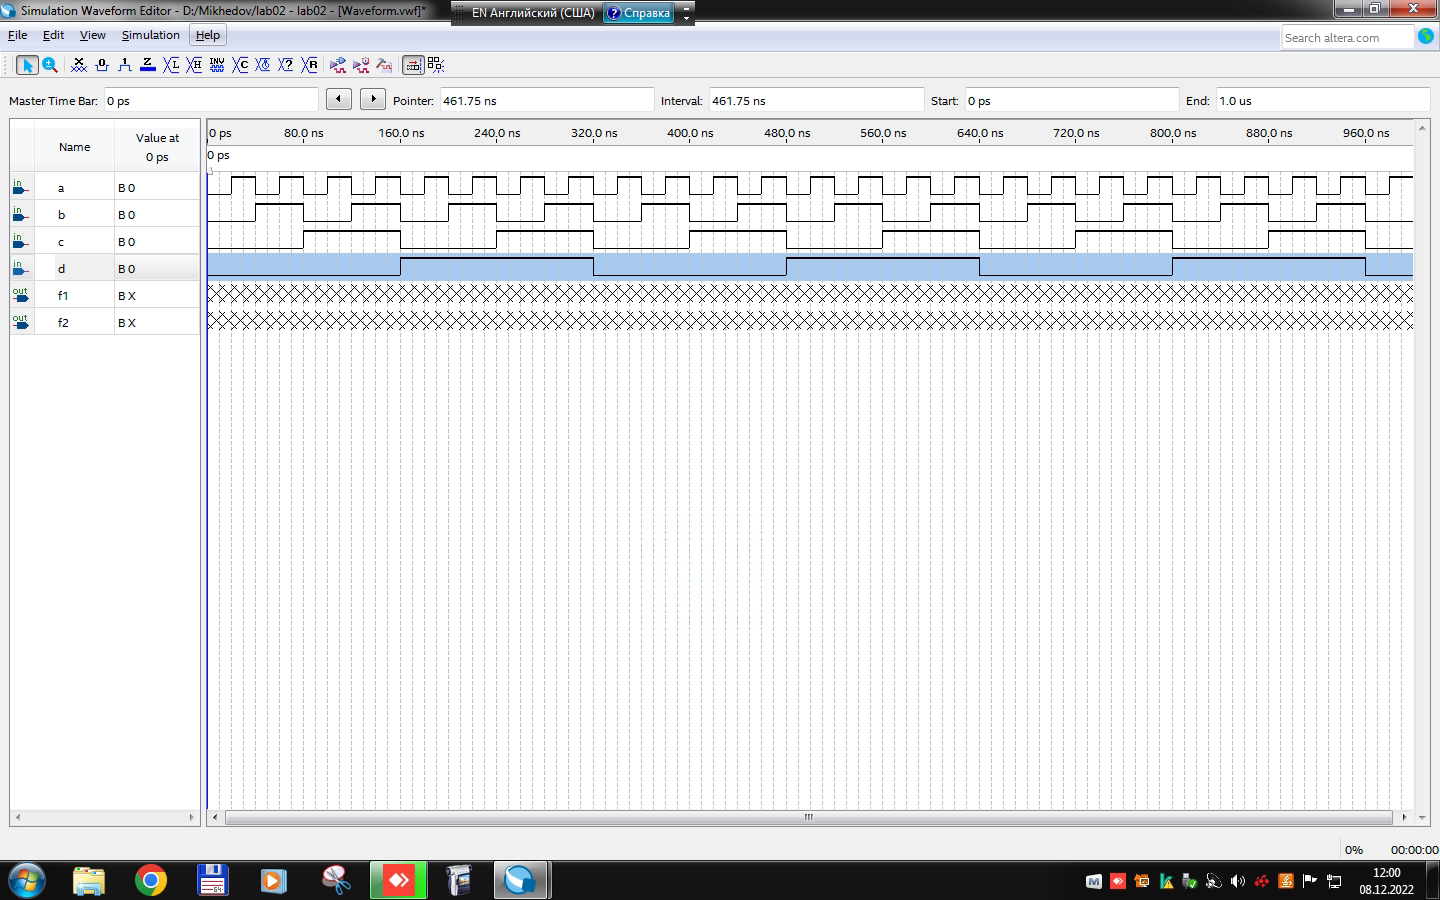 Simulation Waveform Editor - D:/Mikhedov/lab02 - lab02 - [Waveform.vwf]*
EN Английский (США) ? Справка
File Edit View Simulation Help
Search altera.com
Master Time Bar: 0 ps Pointer: 461.75 ns Interval: 461.75 ns Start: 0 ps End: 1.0 us
Name Value at 0 ps
0 ps 80.0 ns 160.0 ns 240.0 ns 320.0 ns 400.0 ns 480.0 ns 560.0 ns 640.0 ns 720.0 ns 800.0 ns 880.0 ns 960.0 ns
0 ps
in a B 0
in b B 0
in c B 0
in d B 0
out f1 B X
out f2 B X
0% 00:00:00
64
12:00
08.12.2022